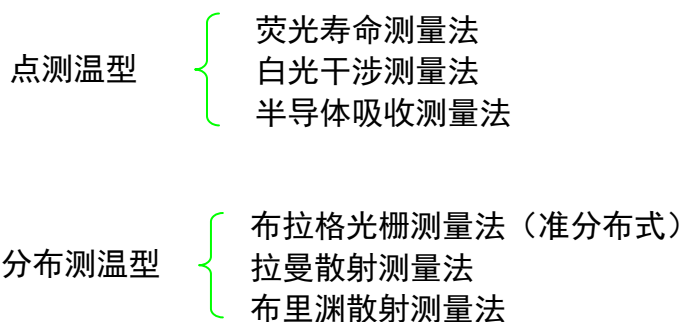 荧光寿命测量法
点测温型
白光干涉测量法
半导体吸收测量法
布拉格光栅测量法（准分布式）
分布测温型
拉曼散射测量法
布里渊散射测量法